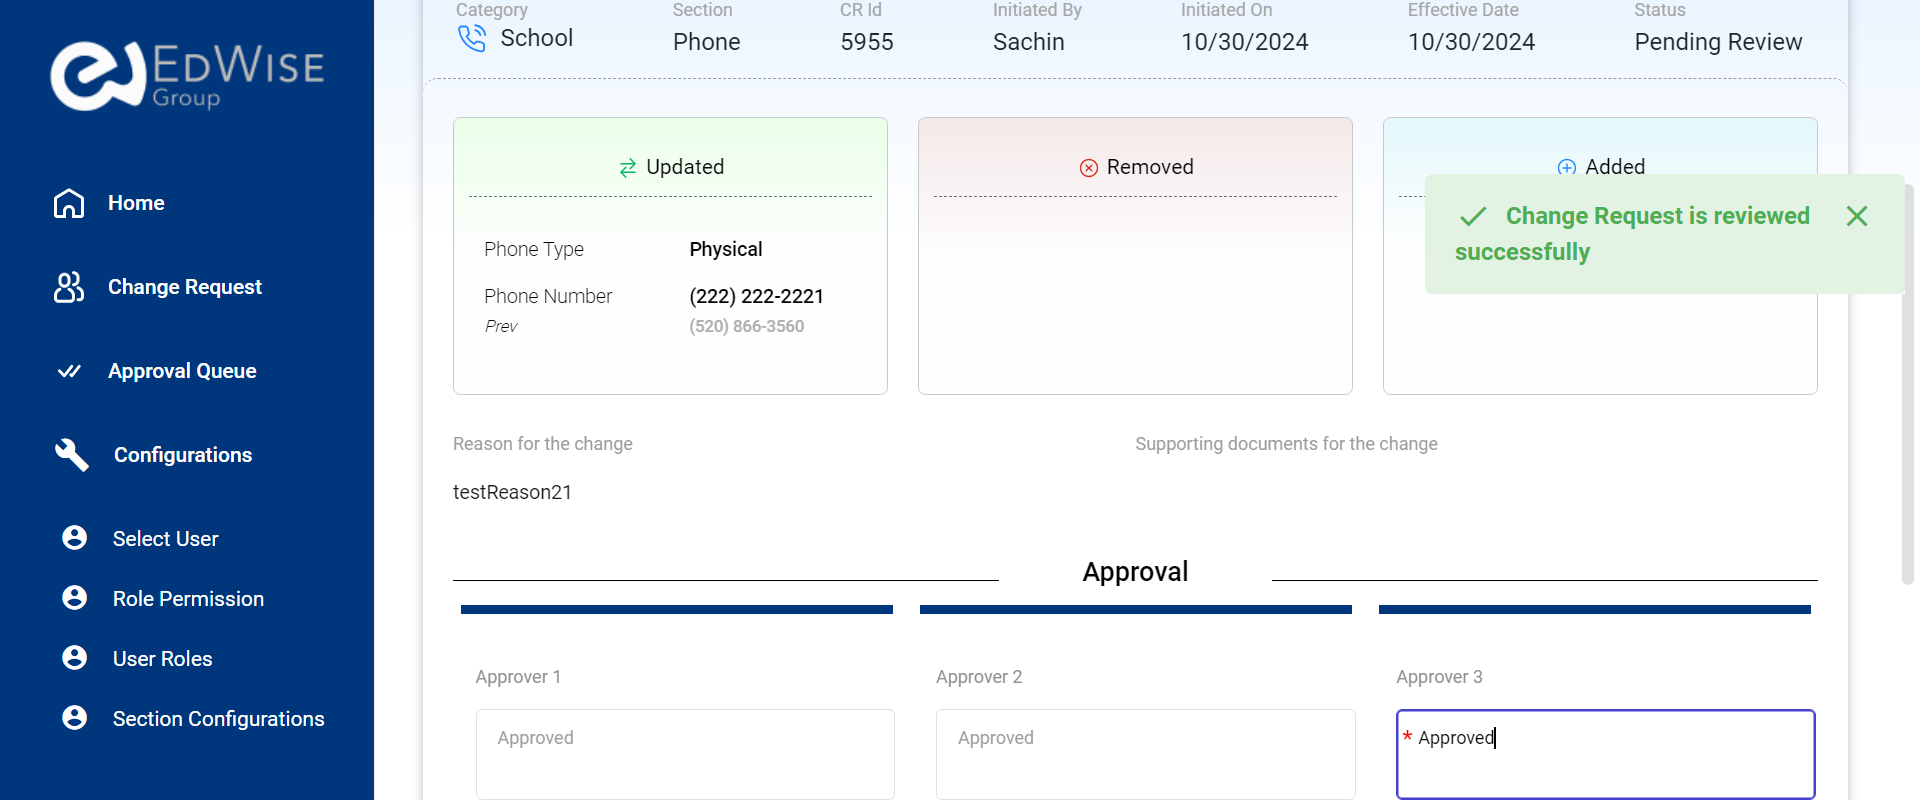 EDWISE
Group
Home
Change Request
Approval Queue
Configurations
Select User
Role Permission
User Roles
Section Configurations
Category Section CR Id Initiated By Initiated On Effective Date Status
School Phone 5955 Sachin 10/30/2024 10/30/2024 Pending Review
Updated Removed Added
Change Request is reviewed
successfully
Phone Type Physical
Phone Number (222) 222-2221
Prev (520) 866-3560
Reason for the change Supporting documents for the change
testReason21
Approval
Approver 1 Approver 2 Approver 3
Approved Approved * Approved